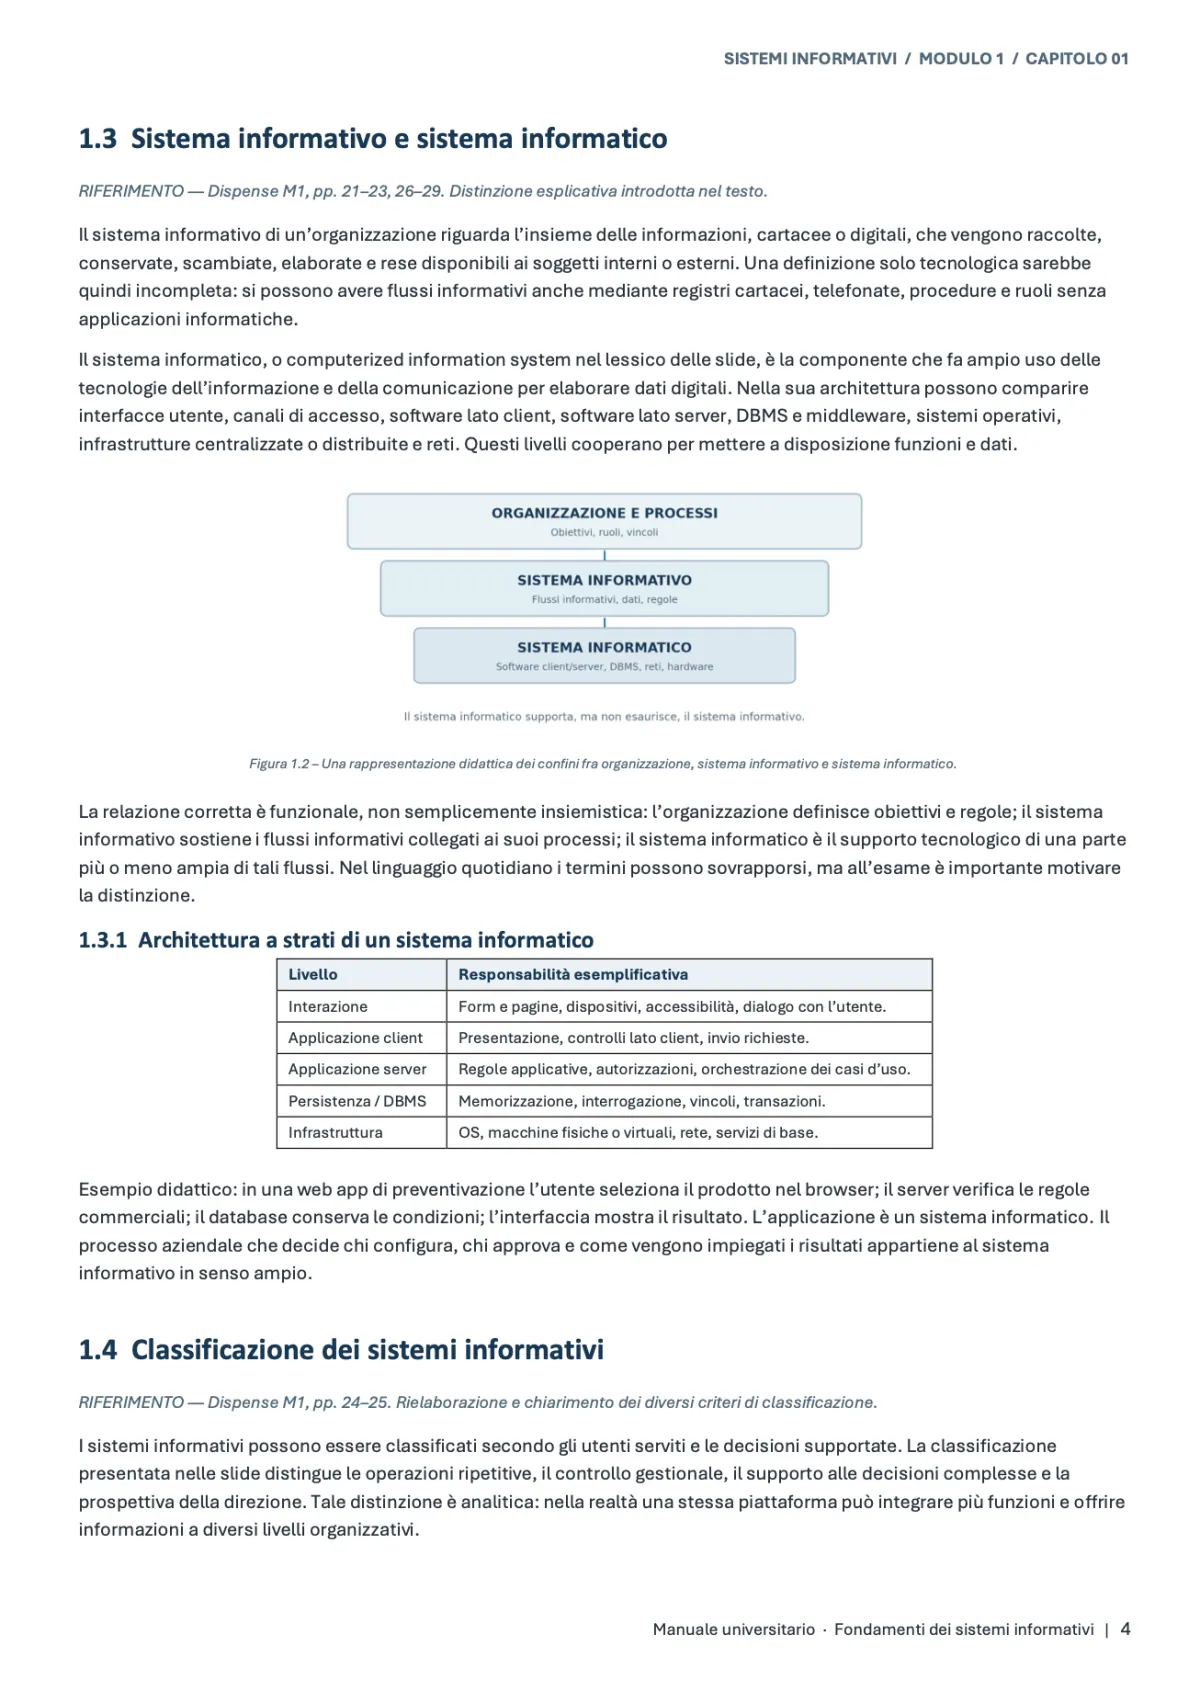 SISTEMI INFORMATIVI / MODULO 1 / CAPITOLO 01
1.3 Sistema informativo e sistema informatico
RIFERIMENTO — Dispense M1, pp. 21–23, 26–29. Distinzione esplicativa introdotta nel testo.
Il sistema informativo di un’organizzazione riguarda l’insieme delle informazioni, cartacee o digitali, che vengono raccolte,
conservate, scambiate, elaborate e rese disponibili ai soggetti interni o esterni. Una definizione solo tecnologica sarebbe
quindi incompleta: si possono avere flussi informativi anche mediante registri cartacei, telefonate, procedure e ruoli senza
applicazioni informatiche.
Il sistema informatico, o computerized information system nel lessico delle slide, è la componente che fa ampio uso delle
tecnologie dell’informazione e della comunicazione per elaborare dati digitali. Nella sua architettura possono comparire
interfacce utente, canali di accesso, software lato client, software lato server, DBMS e middleware, sistemi operativi,
infrastrutture centralizzate o distribuite e reti. Questi livelli cooperano per mettere a disposizione funzioni e dati.
ORGANIZZAZIONE E PROCESSI
Obiettivi, ruoli, vincoli
SISTEMA INFORMATIVO
Flussi informativi, dati, regole
SISTEMA INFORMATICO
Software client/server, DBMS, reti, hardware
Il sistema informatico supporta, ma non esaurisce, il sistema informativo.
Figura 1.2 – Una rappresentazione didattica dei confini fra organizzazione, sistema informativo e sistema informatico.
La relazione corretta è funzionale, non semplicemente insiemistica: l’organizzazione definisce obiettivi e regole; il sistema
informativo sostiene i flussi informativi collegati ai suoi processi; il sistema informatico è il supporto tecnologico di una parte
più o meno ampia di tali flussi. Nel linguaggio quotidiano i termini possono sovrapporsi, ma all’esame è importante motivare
la distinzione.
1.3.1 Architettura a strati di un sistema informatico
Livello Responsabilità esemplificativa
Interazione Form e pagine, dispositivi, accessibilità, dialogo con l’utente.
Applicazione client Presentazione, controlli lato client, invio richieste.
Applicazione server Regole applicative, autorizzazioni, orchestrazione dei casi d’uso.
Persistenza / DBMS Memorizzazione, interrogazione, vincoli, transazioni.
Infrastruttura OS, macchine fisiche o virtuali, rete, servizi di base.
Esempio didattico: in una web app di preventivazione l’utente seleziona il prodotto nel browser; il server verifica le regole
commerciali; il database conserva le condizioni; l’interfaccia mostra il risultato. L’applicazione è un sistema informatico. Il
processo aziendale che decide chi configura, chi approva e come vengono impiegati i risultati appartiene al sistema
informativo in senso ampio.
1.4 Classificazione dei sistemi informativi
RIFERIMENTO — Dispense M1, pp. 24–25. Rielaborazione e chiarimento dei diversi criteri di classificazione.
I sistemi informativi possono essere classificati secondo gli utenti serviti e le decisioni supportate. La classificazione
presentata nelle slide distingue le operazioni ripetitive, il controllo gestionale, il supporto alle decisioni complesse e la
prospettiva della direzione. Tale distinzione è analitica: nella realtà una stessa piattaforma può integrare più funzioni e offrire
informazioni a diversi livelli organizzativi.
Manuale universitario · Fondamenti dei sistemi informativi | 4